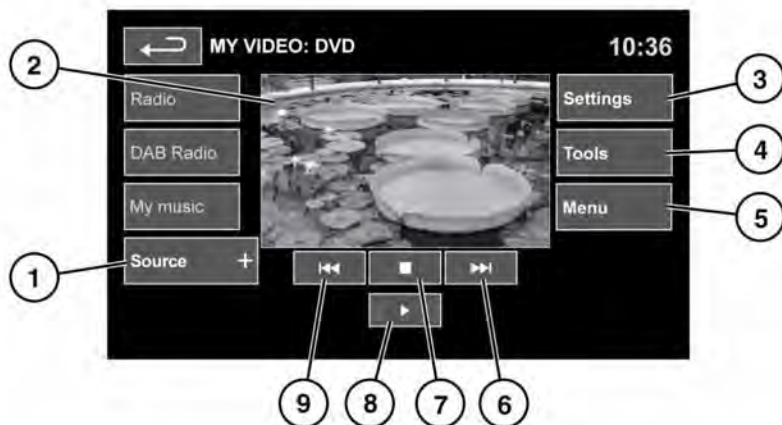 MY VIDEO: DVD
10:36
2
Radio
Settings
3
DAB Radio
Tools
4
My music
Menu
5
Source +
1
9
8
7
6